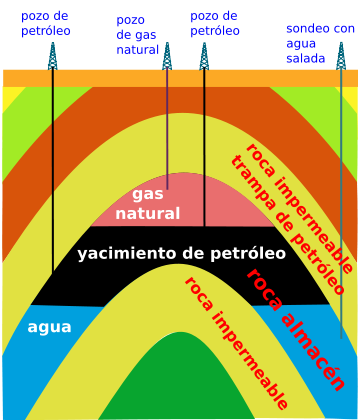 pozo de
petróleo
pozo
de gas
natural
pozo de
petróleo
sondeo con
agua
salada
roca impermeable
trampa de petróleo
gas
natural
yacimiento de petróleo
roca almacén
agua
roca impermeable